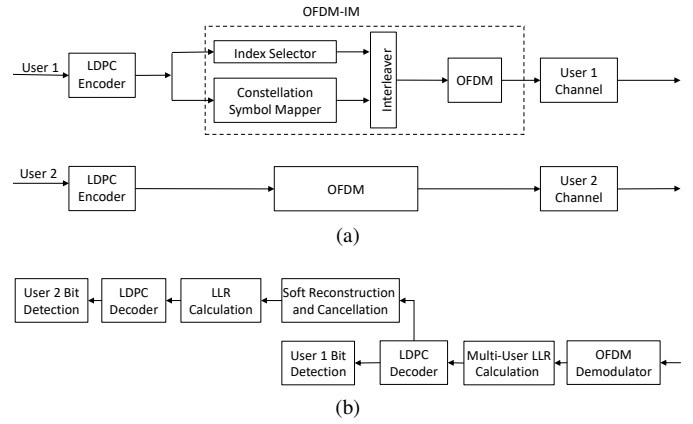 OFDM-IM
User 1
LDPC
Encoder
Index Selector
Constellation
Symbol Mapper
Interleaver
OFDM
User 1
Channel
User 2
LDPC
Encoder
OFDM
User 2
Channel
(a)
User 2 Bit
Detection
LDPC
Decoder
LLR
Calculation
Soft Reconstruction
and Cancellation
User 1 Bit
Detection
LDPC
Decoder
Multi-User LLR
Calculation
OFDM
Demodulator
(b)